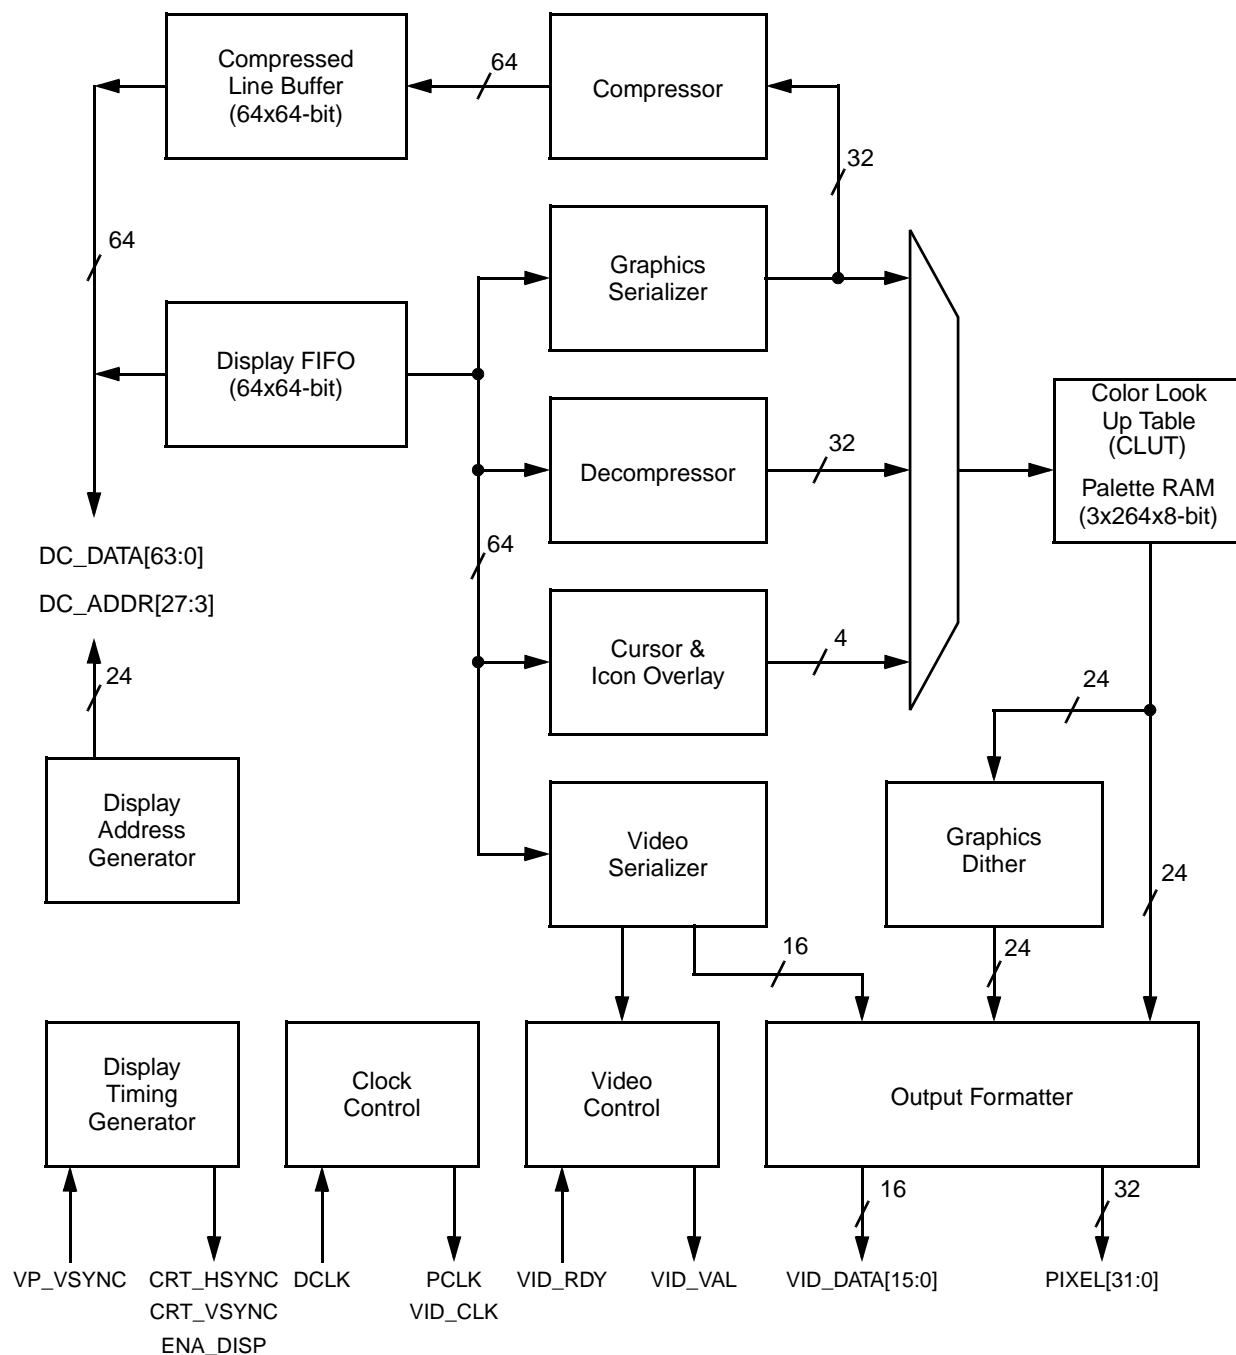 Compressed
Line Buffer
(64x64-bit)
64
Compressor
32
64
Graphics
Serializer
Display FIFO
(64x64-bit)
Color Look
Up Table
(CLUT)
Palette RAM
(3x264x8-bit)
Decompressor
32
64
DC_DATA[63:0]
DC_ADDR[27:3]
Cursor &
Icon Overlay
4
24
24
Display
Address
Generator
Video
Serializer
Graphics
Dither
24
16
24
Display
Timing
Generator
Clock
Control
Video
Control
Output Formatter
16
32
VP_VSYNC
CRT_HSYNC
CRT_VSYNC
ENA_DISP
DCLK
PCLK
VID_CLK
VID_RDY
VID_VAL
VID_DATA[15:0]
PIXEL[31:0]